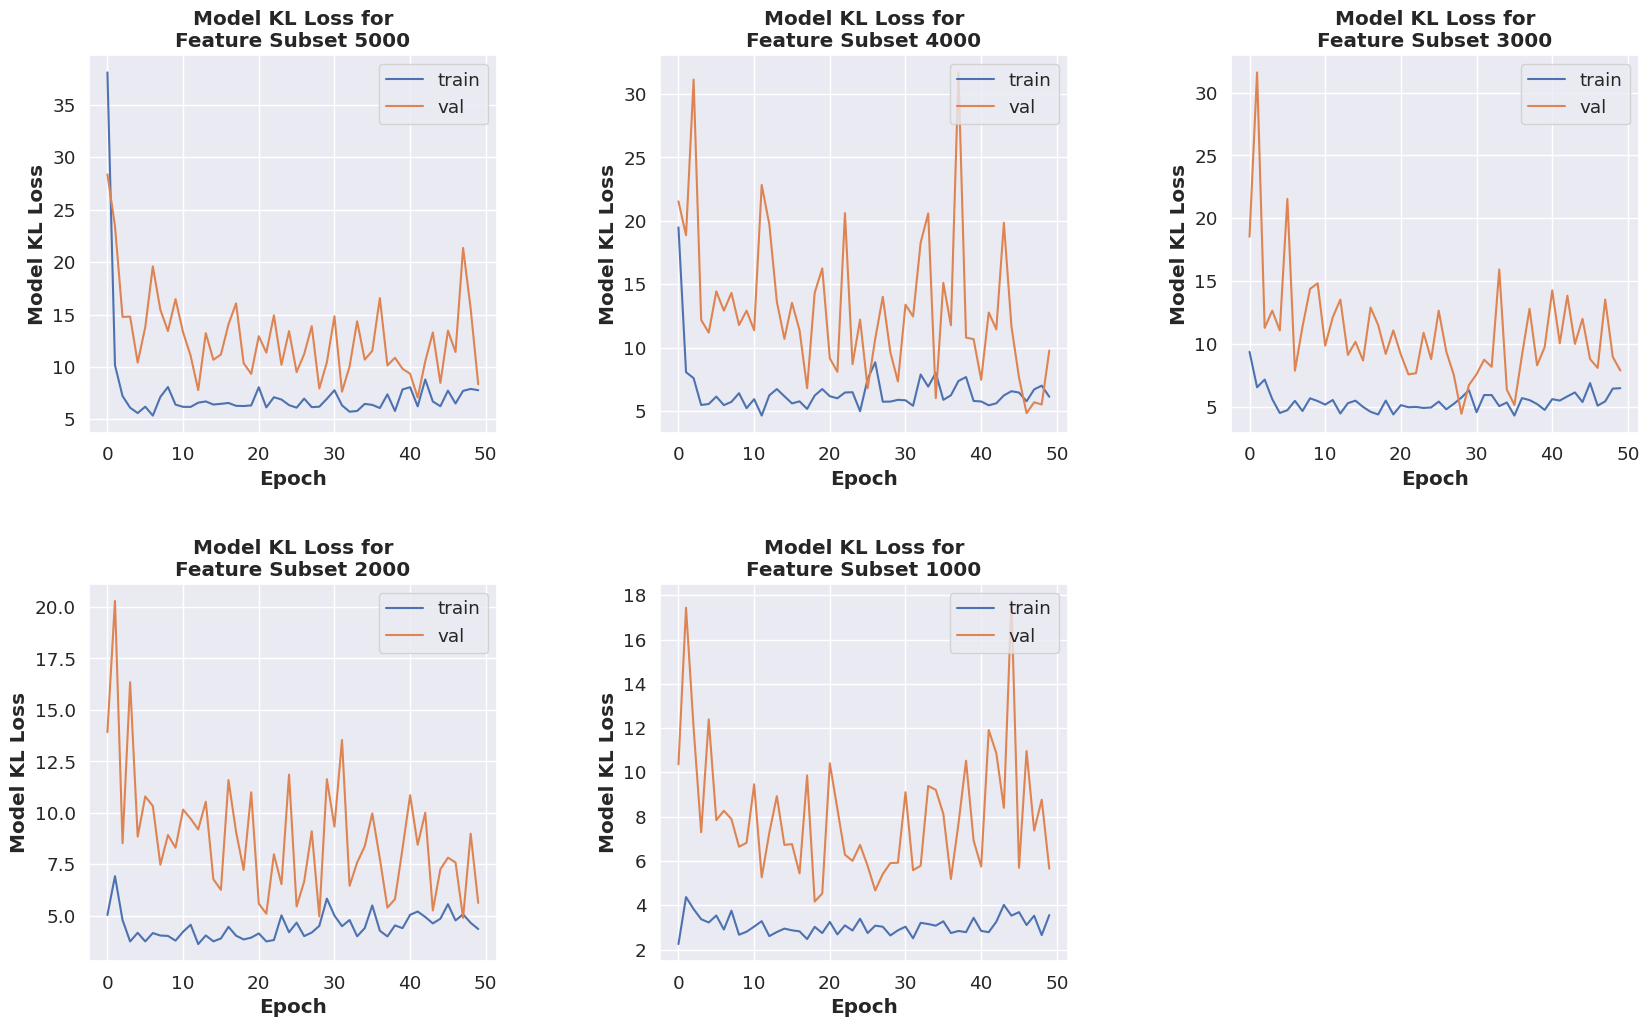 Model KL Loss for
Feature Subset 5000
train
val
35
30
25
20
15
10
5
Model KL Loss
0 10 20 30 40 50
Epoch
Model KL Loss for
Feature Subset 4000
train
val
30
25
20
15
10
5
Model KL Loss
0 10 20 30 40 50
Epoch
Model KL Loss for
Feature Subset 3000
train
val
30
25
20
15
10
5
Model KL Loss
0 10 20 30 40 50
Epoch
Model KL Loss for
Feature Subset 2000
train
val
20.0
17.5
15.0
12.5
10.0
7.5
5.0
Model KL Loss
0 10 20 30 40 50
Epoch
Model KL Loss for
Feature Subset 1000
train
val
18
16
14
12
10
8
6
4
2
Model KL Loss
0 10 20 30 40 50
Epoch